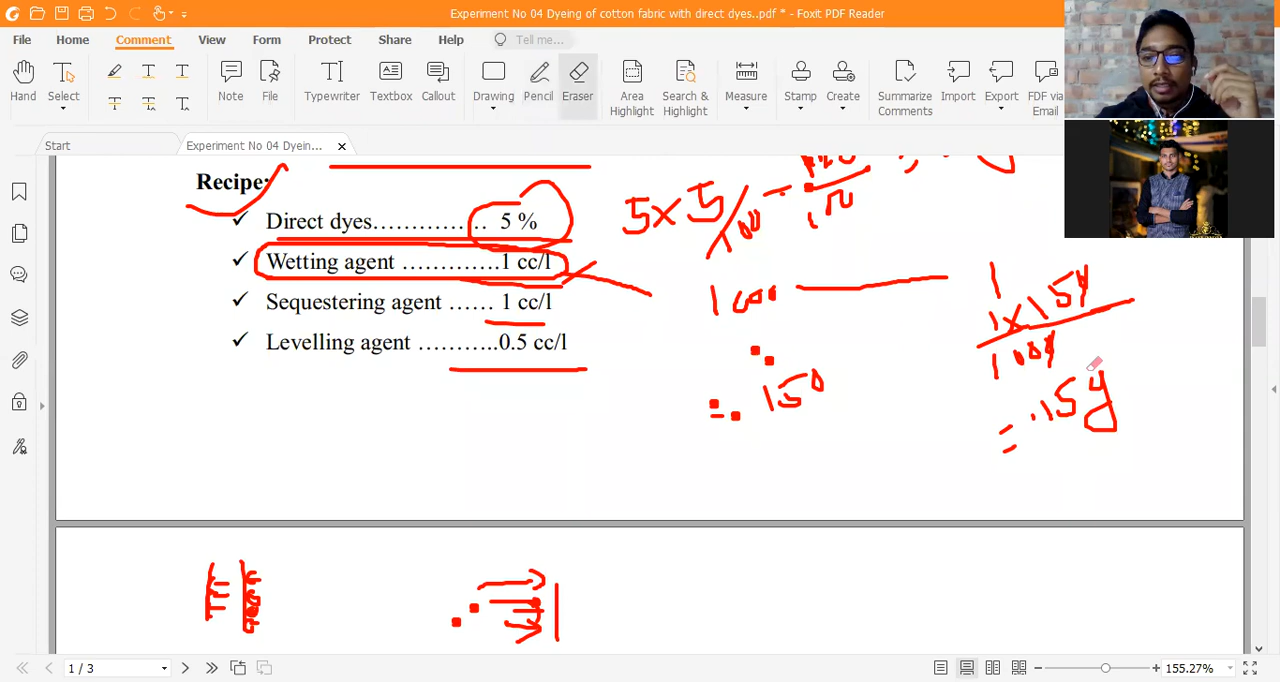 Experiment No 04 Dyeing of cotton fabric with direct dyes..pdf * - Foxit PDF Reader
File Home Comment View Form Protect Share Help Tell me...
Hand Select Note File Typewriter Textbox Callout Drawing Pencil Eraser Area Highlight Search & Highlight Measure Stamp Create Summarize Comments Import Export FDF via Email
Start Experiment No 04 Dyein...
Recipe:
5 x 5/100 =
✓ Direct dyes…………… 5 %
✓ Wetting agent ………….1 cc/l
✓ Sequestering agent …… 1 cc/l
✓ Levelling agent ………..0.5 cc/l
1000 1
1 x 150
1000
150
= .15 g
1 / 3 155.27%